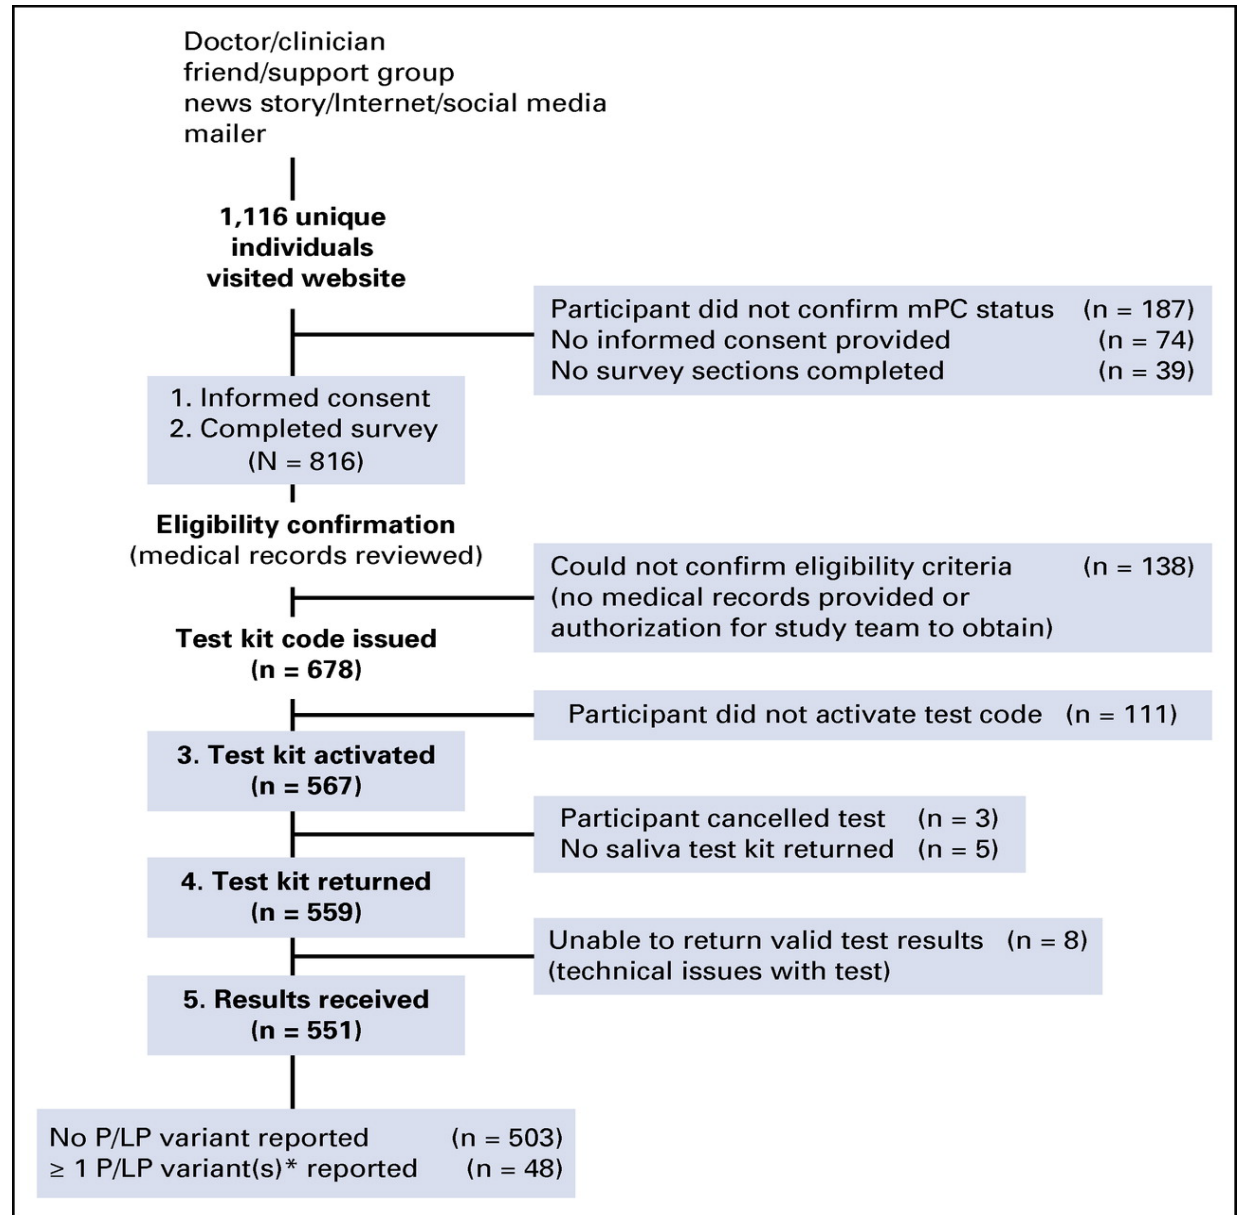 Doctor/clinician
friend/support group
news story/Internet/social media
mailer
1,116 unique
individuals
visited website
Participant did not confirm mPC status (n = 187)
No informed consent provided (n = 74)
No survey sections completed (n = 39)
1. Informed consent
2. Completed survey
(N = 816)
Eligibility confirmation
(medical records reviewed)
Could not confirm eligibility criteria (n = 138)
(no medical records provided or
authorization for study team to obtain)
Test kit code issued
(n = 678)
Participant did not activate test code (n = 111)
3. Test kit activated
(n = 567)
Participant cancelled test (n = 3)
No saliva test kit returned (n = 5)
4. Test kit returned
(n = 559)
Unable to return valid test results (n = 8)
(technical issues with test)
5. Results received
(n = 551)
No P/LP variant reported (n = 503)
≥ 1 P/LP variant(s)* reported (n = 48)